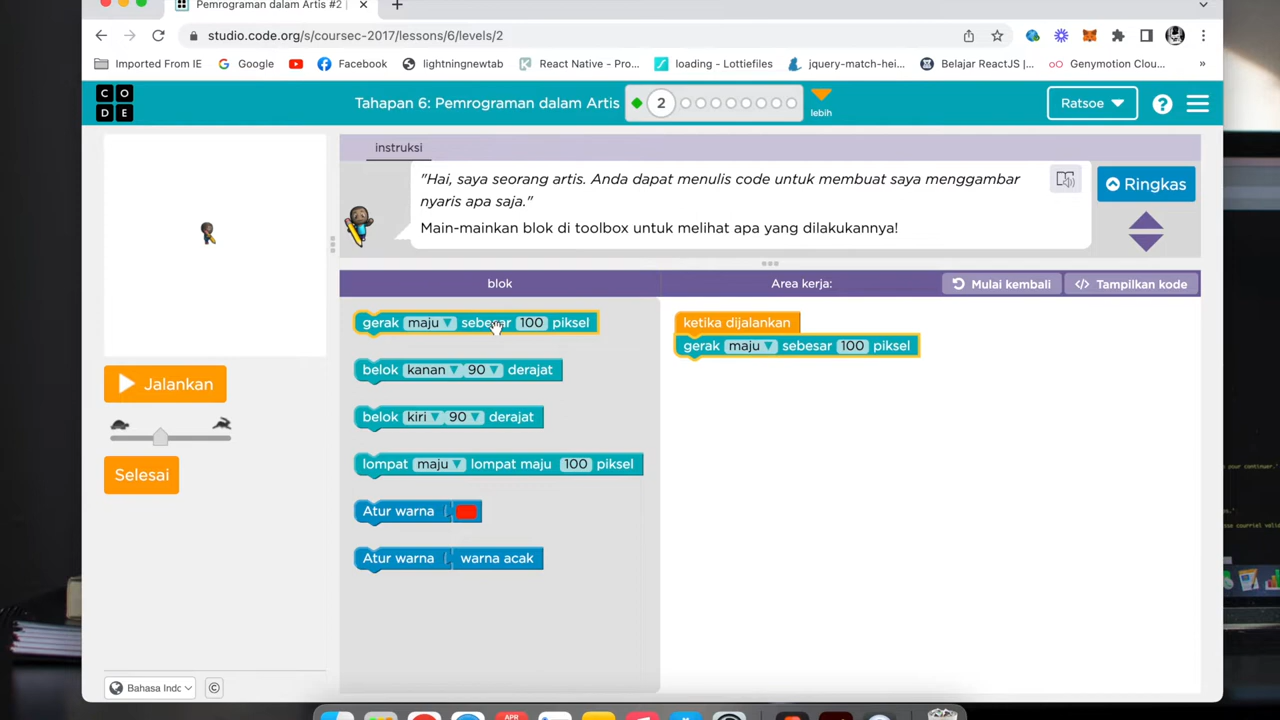 Pemrograman dalam Artis #2
studio.code.org/s/coursec-2017/lessons/6/levels/2
Imported From IE
Google
Facebook
lightningnewtab
React Native - Pro...
loading - Lottiefiles
jquery-match-hei...
Belajar ReactJS |...
Genymotion Clou...
»
C O
D E
Tahapan 6: Pemrograman dalam Artis
2
lebih
Ratsoe
?
instruksi
"Hai, saya seorang artis. Anda dapat menulis code untuk membuat saya menggambar
nyaris apa saja."
Main-mainkan blok di toolbox untuk melihat apa yang dilakukannya!
Ringkas
blok
Area kerja:
Mulai kembali
</> Tampilkan kode
gerak maju sebesar 100 piksel
belok kanan 90 derajat
belok kiri 90 derajat
lompat maju lompat maju 100 piksel
Atur warna
Atur warna warna acak
ketika dijalankan
gerak maju sebesar 100 piksel
Jalankan
Selesai
Bahasa Indc
©
APR